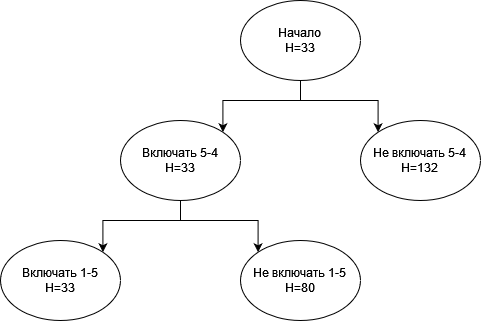 Начало
Н=33
Включать 5-4
Н=33
Не включать 5-4
Н=132
Включать 1-5
Н=33
Не включать 1-5
Н=80